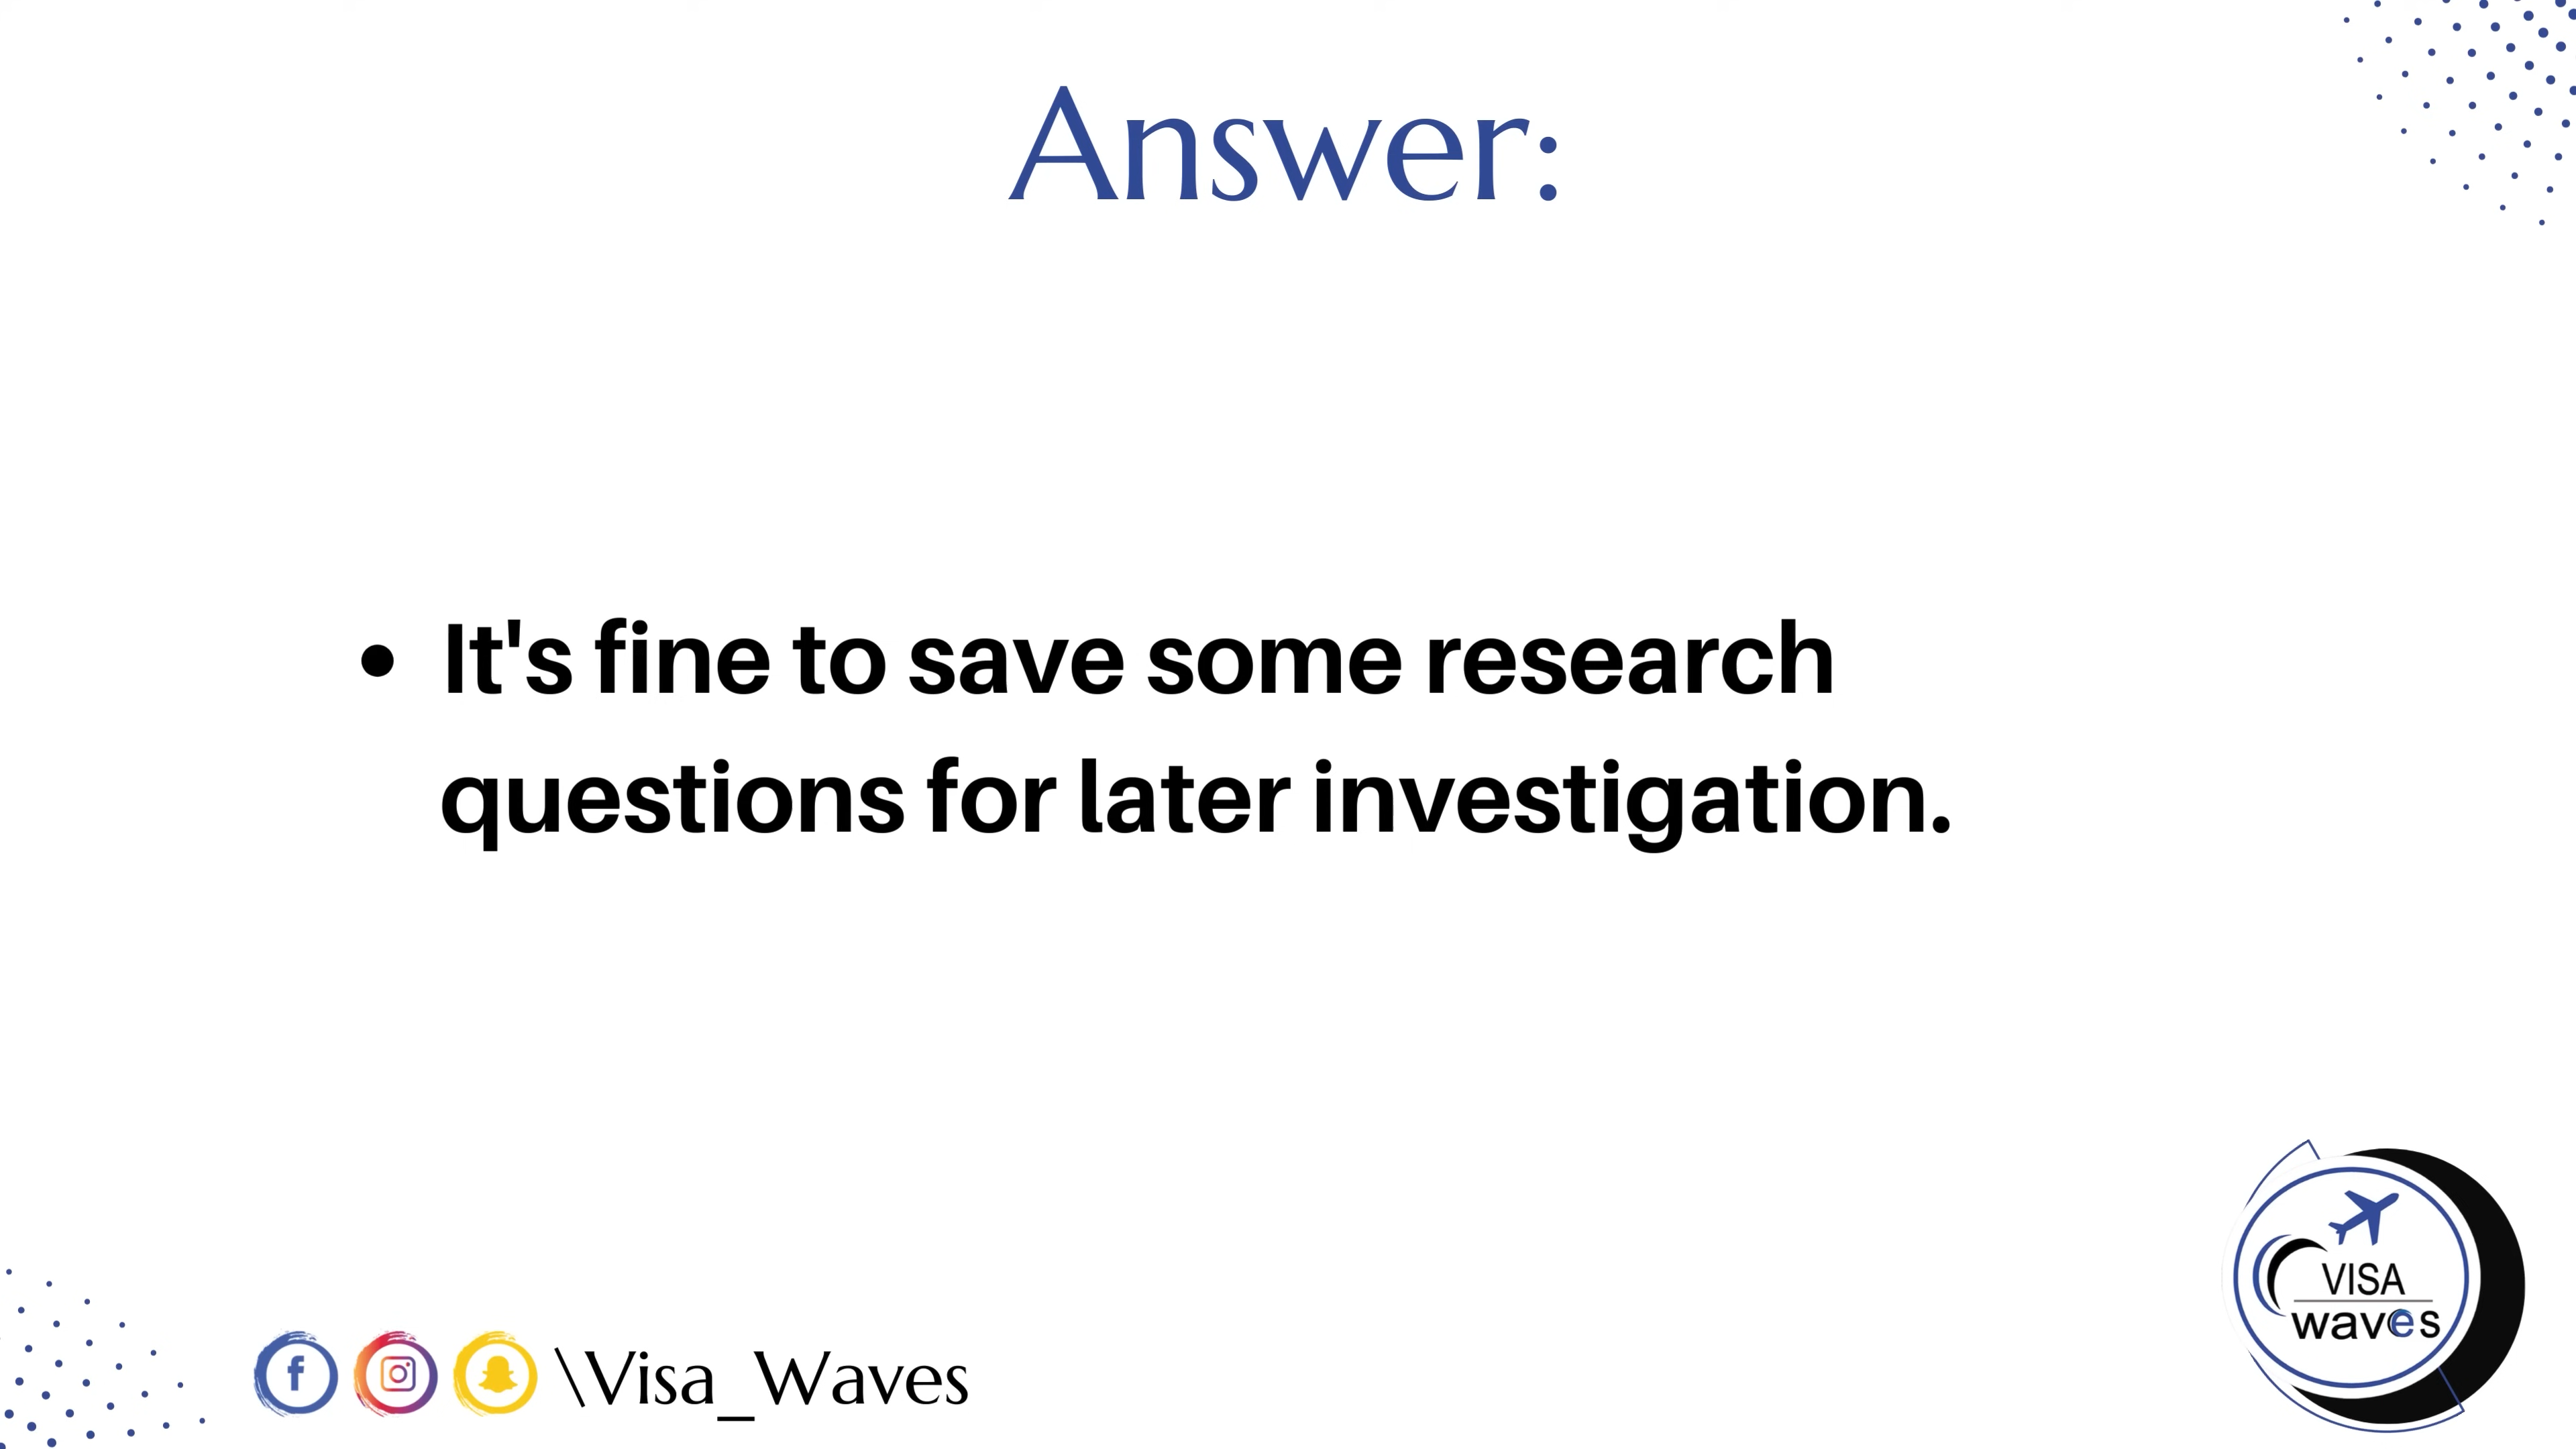 Answer:
• It's fine to save some research
questions for later investigation.
\Visa_Waves
VISA
waves